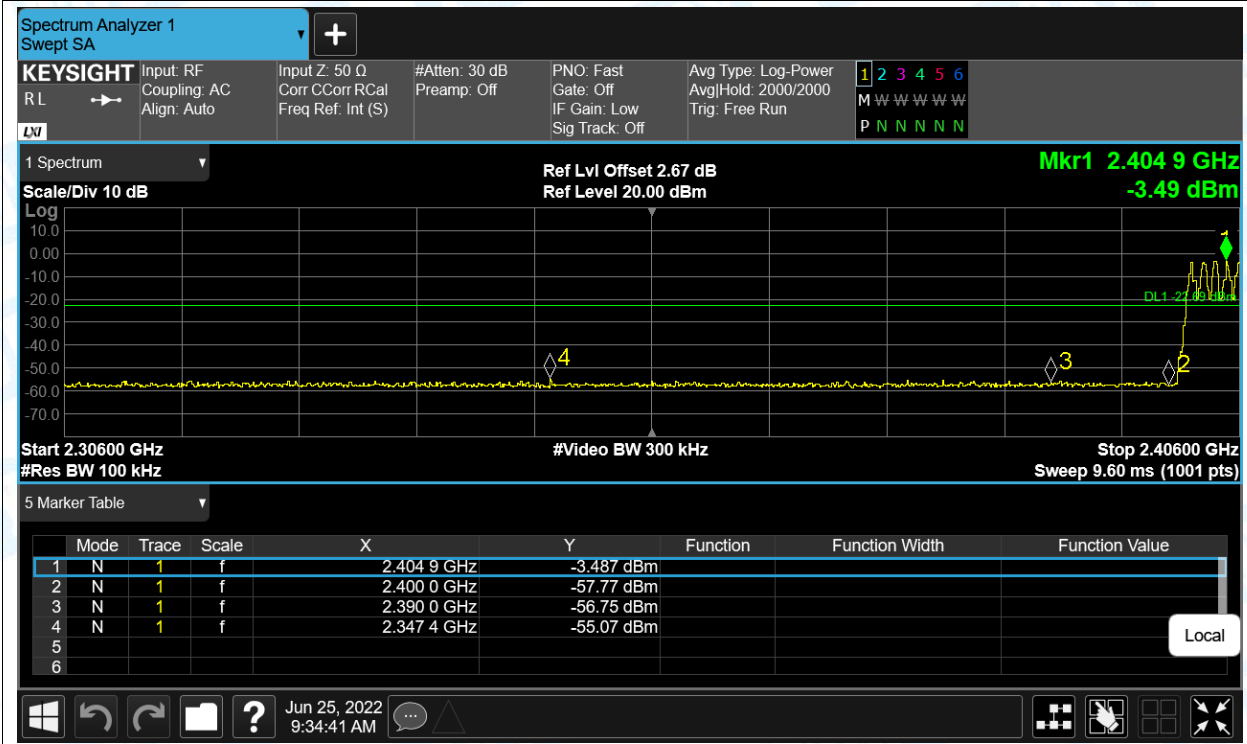 Spectrum Analyzer 1
Swept SA
+
KEYSIGHT Input: RF Input Z: 50 Ω #Atten: 30 dB PNO: Fast Avg Type: Log-Power 1 2 3 4 5 6
R L Coupling: AC Corr CCorr RCal Preamp: Off Gate: Off Avg|Hold: 2000/2000 M W W W W W
Align: Auto Freq Ref: Int (S) IF Gain: Low Trig: Free Run
LXI Sig Track: Off P N N N N N
1 Spectrum Ref Lvl Offset 2.67 dB Mkr1 2.404 9 GHz
Scale/Div 10 dB Ref Level 20.00 dBm -3.49 dBm
Log
10.0
0.00 1
-10.0
-20.0 DL1 -22.69 dBm
-30.0
-40.0
-50.0 4 3 2
-60.0
-70.0
Start 2.30600 GHz #Video BW 300 kHz Stop 2.40600 GHz
#Res BW 100 kHz Sweep 9.60 ms (1001 pts)
5 Marker Table
Mode Trace Scale X Y Function Function Width Function Value
1 N 1 f 2.404 9 GHz -3.487 dBm
2 N 1 f 2.400 0 GHz -57.77 dBm
3 N 1 f 2.390 0 GHz -56.75 dBm
4 N 1 f 2.347 4 GHz -55.07 dBm
5
6
Local
? Jun 25, 2022
9:34:41 AM